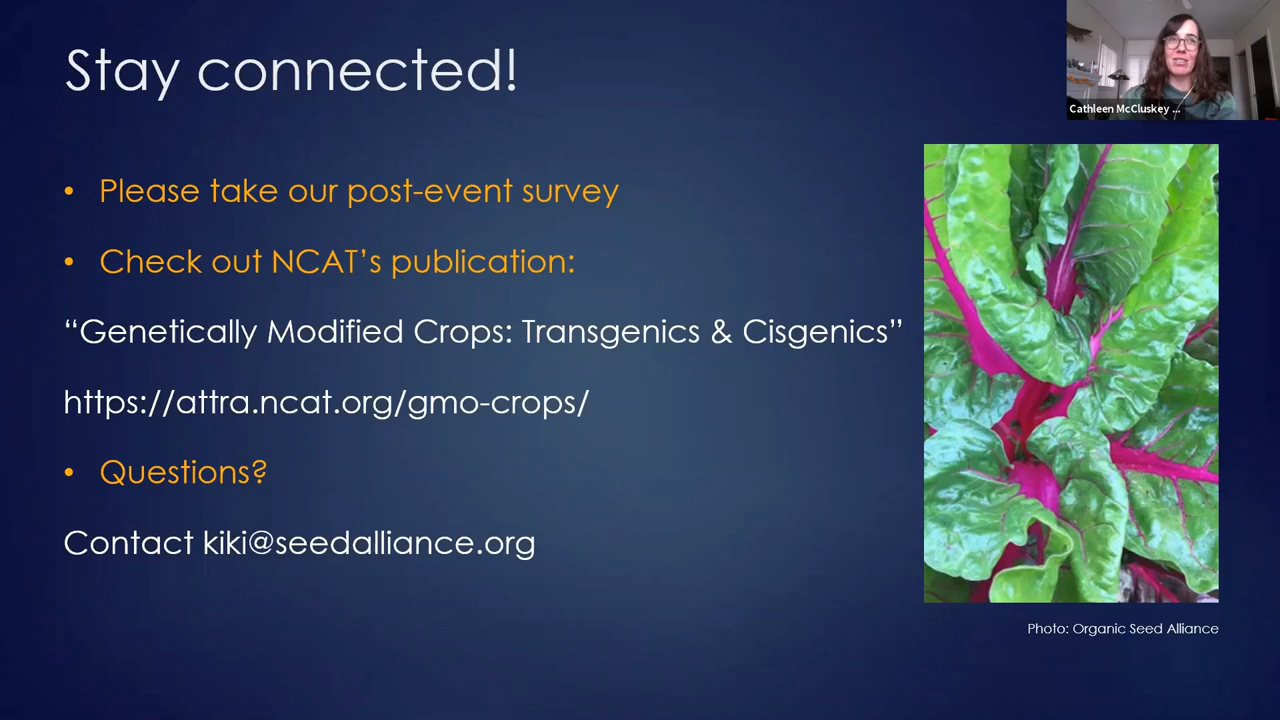 Stay connected!
Cathleen McCluskey ...
• Please take our post-event survey
• Check out NCAT’s publication:
“Genetically Modified Crops: Transgenics & Cisgenics”
https://attra.ncat.org/gmo-crops/
• Questions?
Contact kiki@seedalliance.org
Photo: Organic Seed Alliance